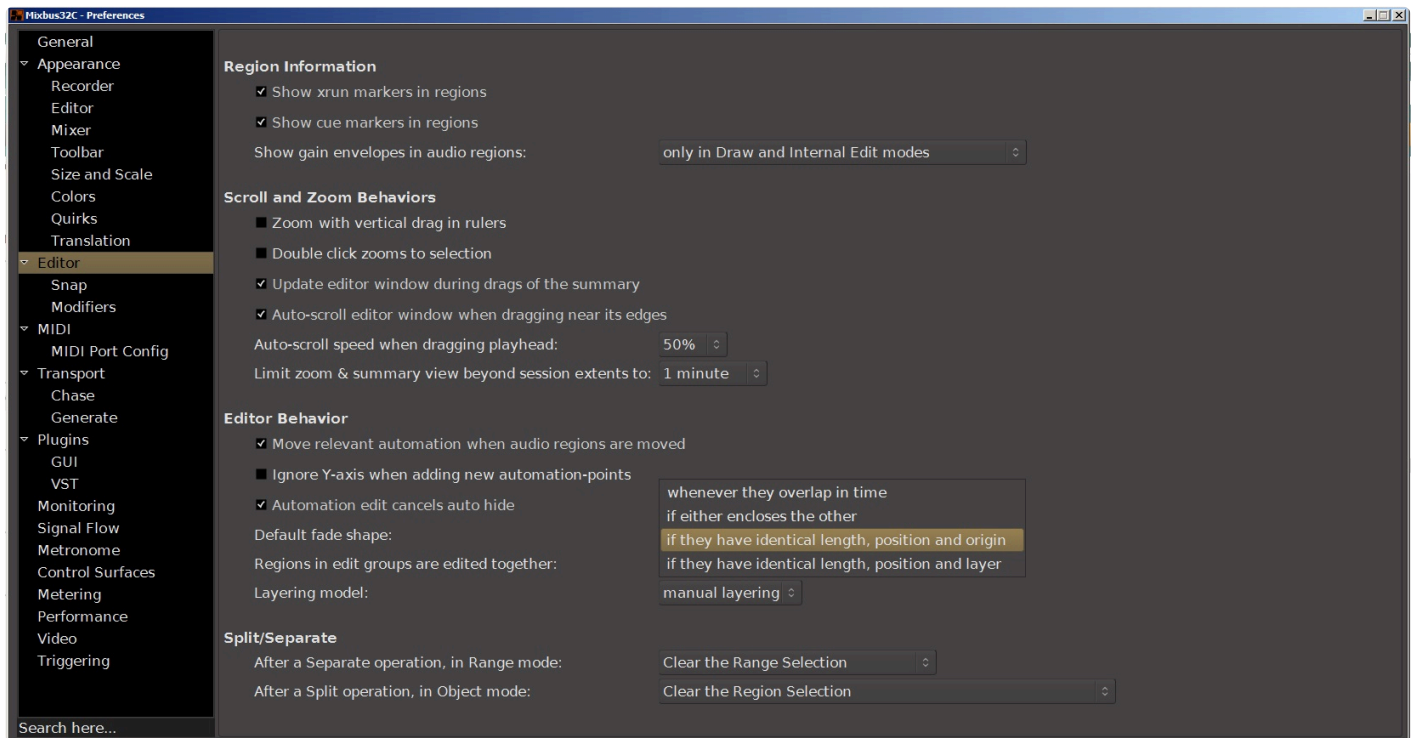 Mixbus32C - Preferences
General
Appearance
Recorder
Editor
Mixer
Toolbar
Size and Scale
Colors
Quirks
Translation
Editor
Snap
Modifiers
MIDI
MIDI Port Config
Transport
Chase
Generate
Plugins
GUI
VST
Monitoring
Signal Flow
Metronome
Control Surfaces
Metering
Performance
Video
Triggering
Search here...
Region Information
Show xrun markers in regions
Show cue markers in regions
Show gain envelopes in audio regions: only in Draw and Internal Edit modes
Scroll and Zoom Behaviors
Zoom with vertical drag in rulers
Double click zooms to selection
Update editor window during drags of the summary
Auto-scroll editor window when dragging near its edges
Auto-scroll speed when dragging playhead: 50%
Limit zoom & summary view beyond session extents to: 1 minute
Editor Behavior
Move relevant automation when audio regions are moved
Ignore Y-axis when adding new automation-points
Automation edit cancels auto hide
Default fade shape:
Regions in edit groups are edited together:
whenever they overlap in time
if either encloses the other
if they have identical length, position and origin
if they have identical length, position and layer
Layering model: manual layering
Split/Separate
After a Separate operation, in Range mode: Clear the Range Selection
After a Split operation, in Object mode: Clear the Region Selection